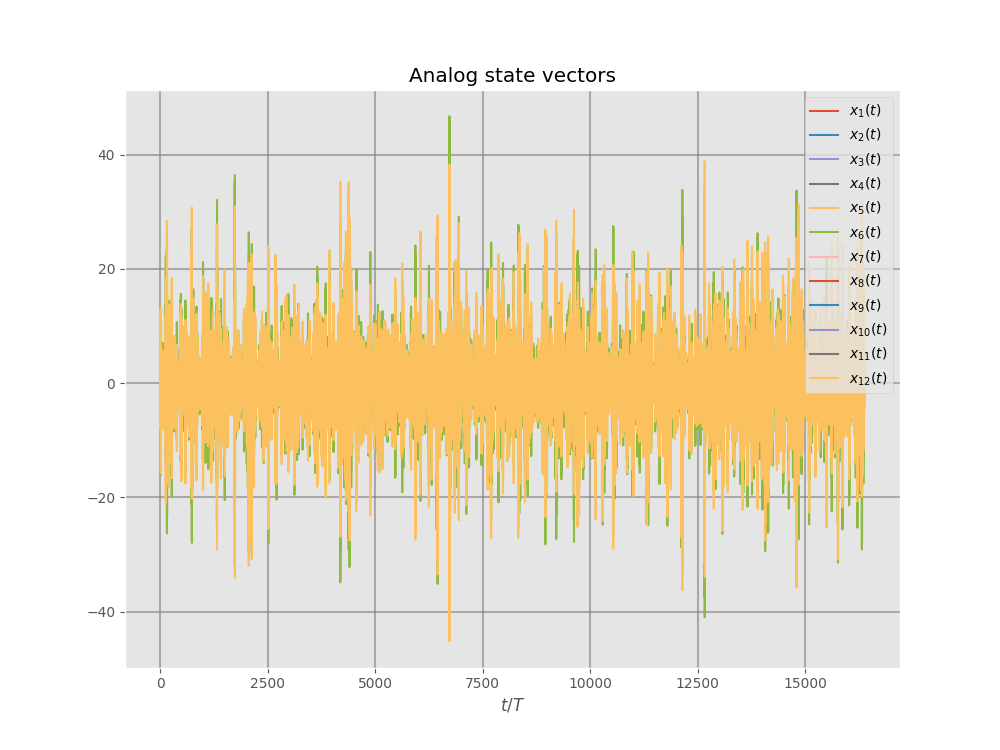 Analog state vectors
40
20
0
−20
−40
0 2500 5000 7500 10000 12500 15000
t/T
x₁(t)
x₂(t)
x₃(t)
x₄(t)
x₅(t)
x₆(t)
x₇(t)
x₈(t)
x₉(t)
x₁₀(t)
x₁₁(t)
x₁₂(t)